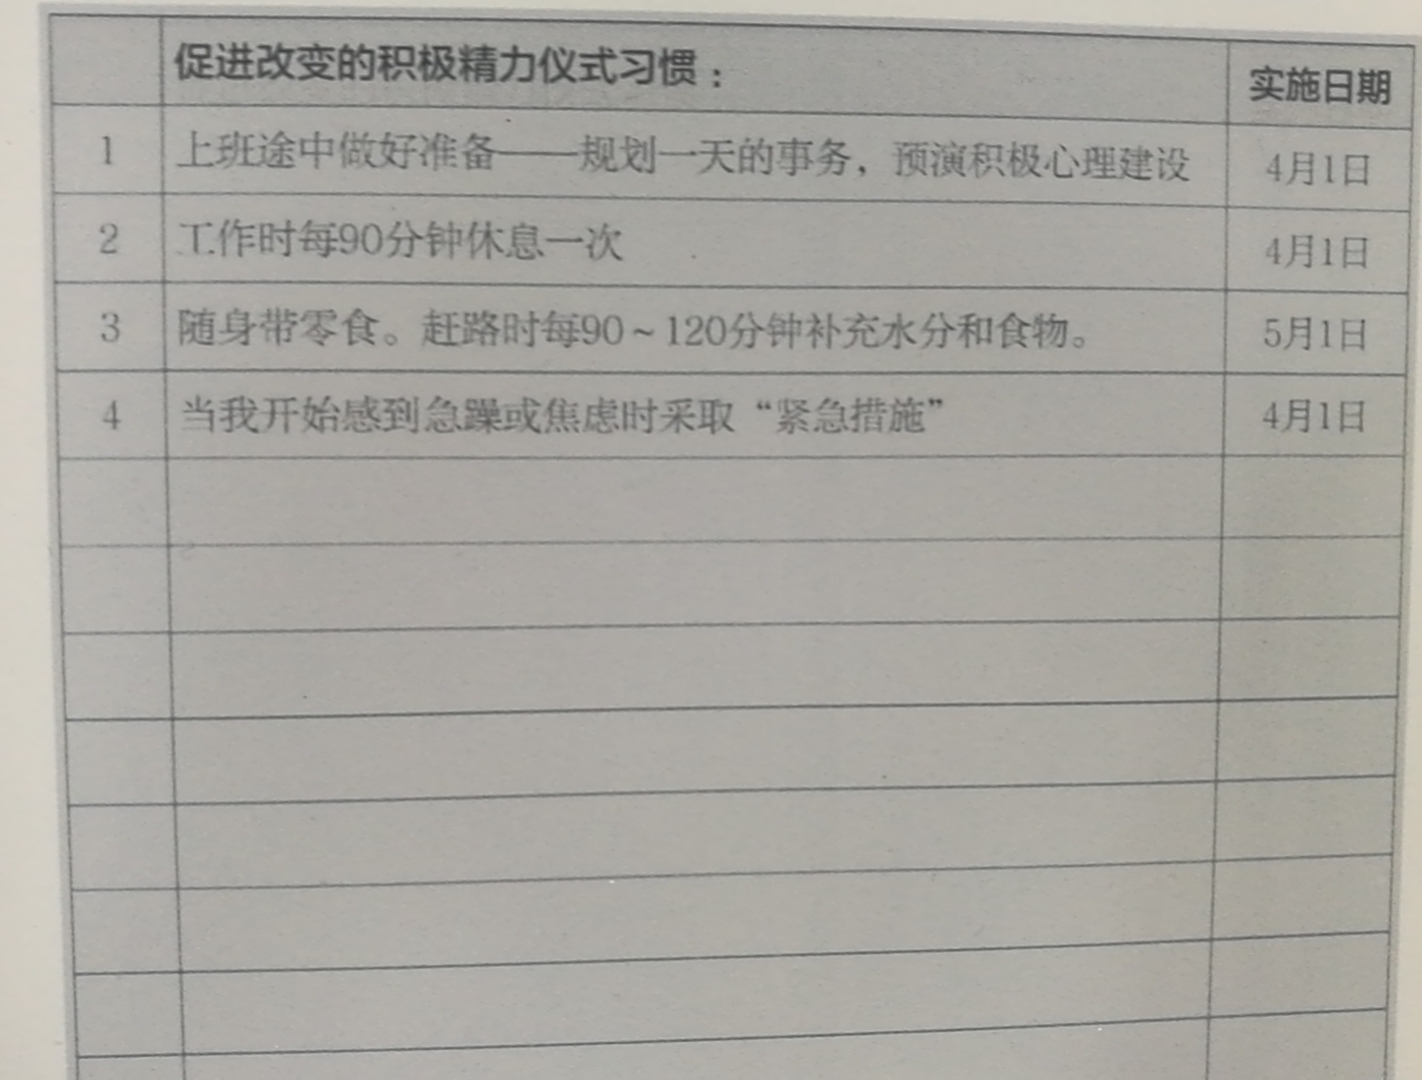 促进改变的积极精力仪式习惯： 实施日期
1 上班途中做好准备——规划一天的事务，预演积极心理建设 4月1日
2 工作时每90分钟休息一次 4月1日
3 随身带零食。赶路时每90~120分钟补充水分和食物。 5月1日
4 当我开始感到急躁或焦虑时采取“紧急措施” 4月1日